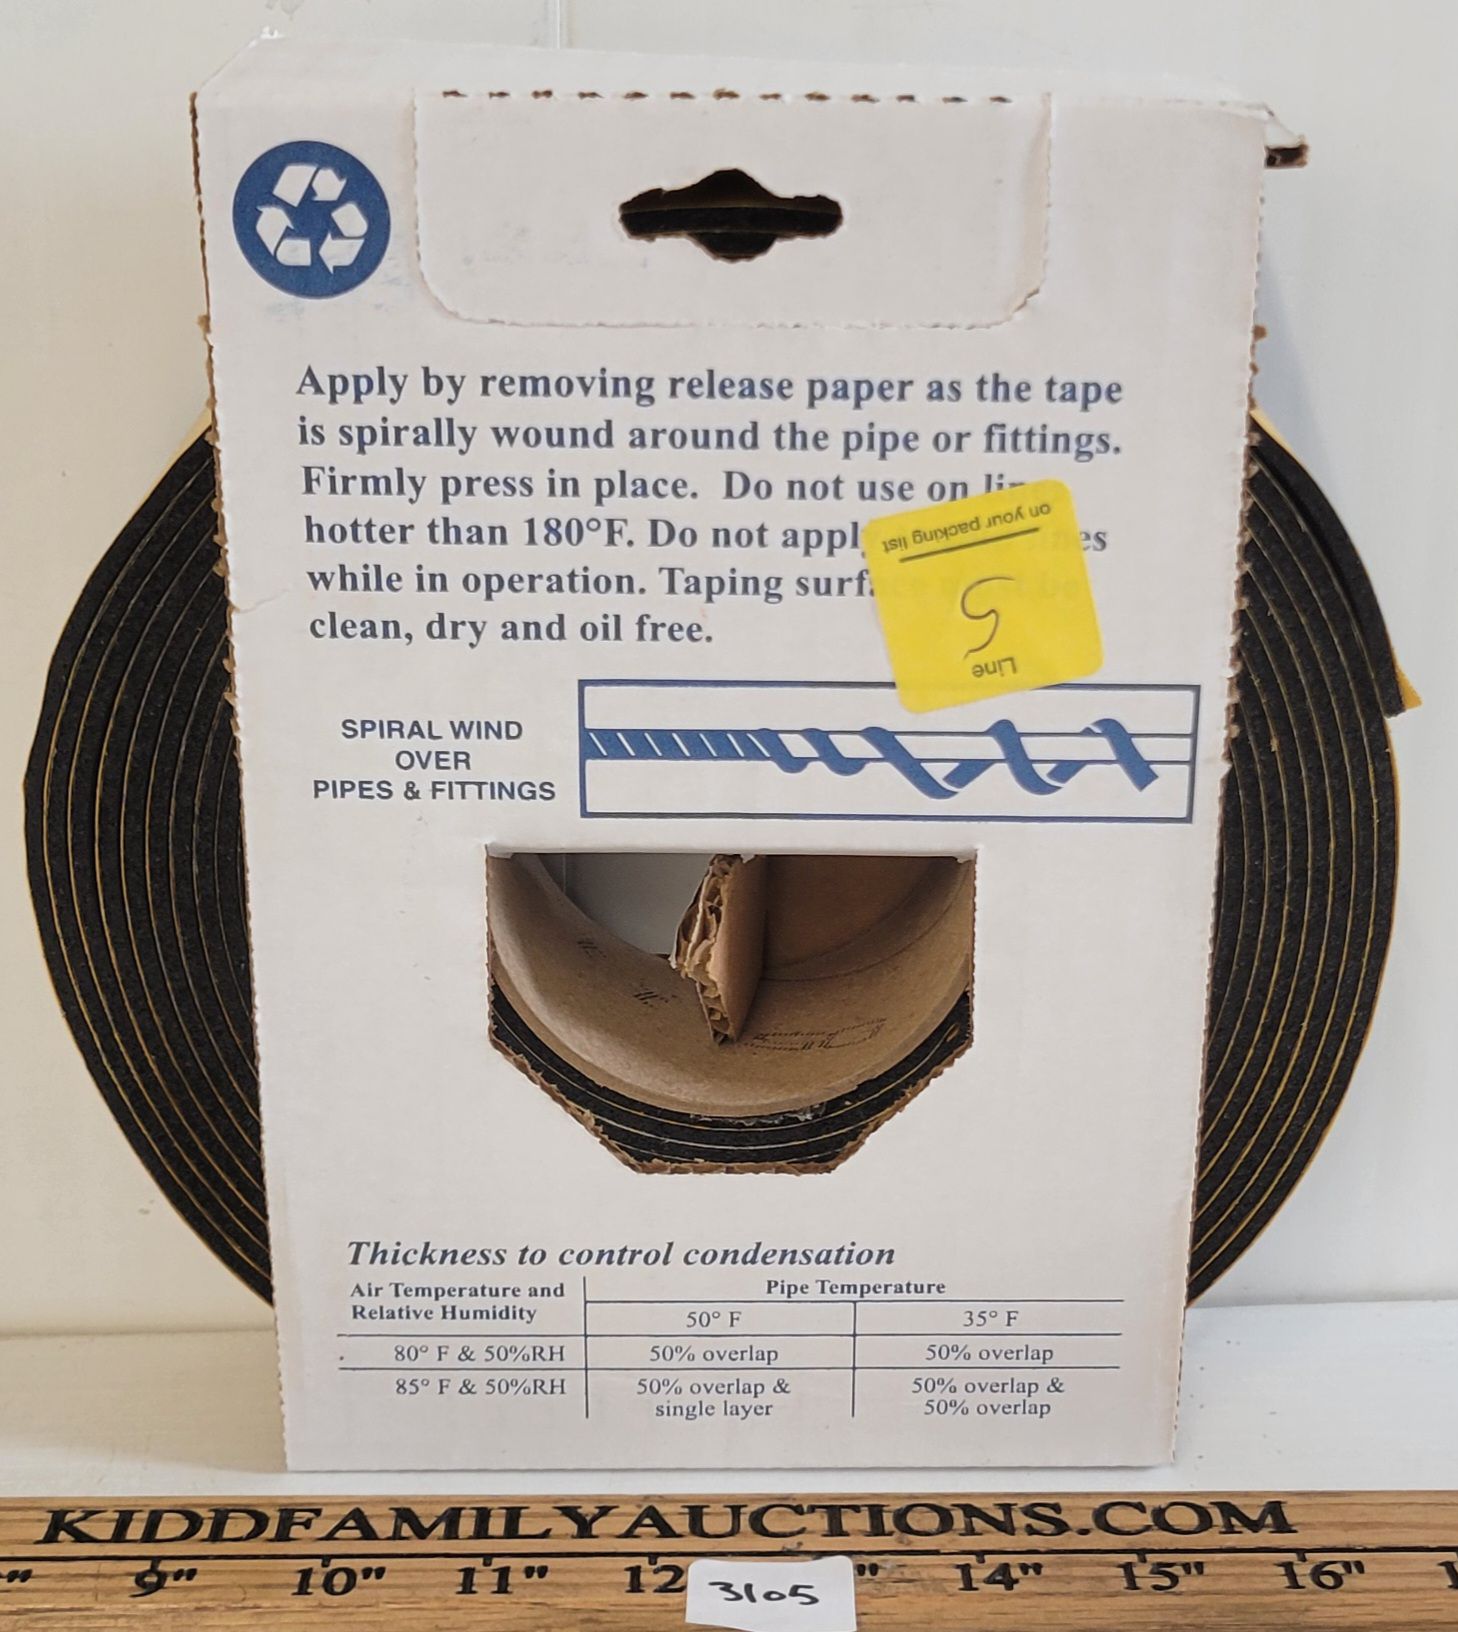 Apply by removing release paper as the tape
is spirally wound around the pipe or fittings.
Firmly press in place. Do not use on
hotter than 180°F. Do not apply
while in operation. Taping be
clean, dry and oil free.
on your packing list
5
Line
SPIRAL WIND
OVER
PIPES & FITTINGS
Thickness to control condensation
Air Temperature and
Relative Humidity
Pipe Temperature
50° F 35° F
80° F & 50%RH 50% overlap 50% overlap
85° F & 50%RH 50% overlap & single layer 50% overlap & 50% overlap
KIDDFAMILYAUCTIONS.COM
9" 10" 11" 12 " 14" 15" 16"
3105